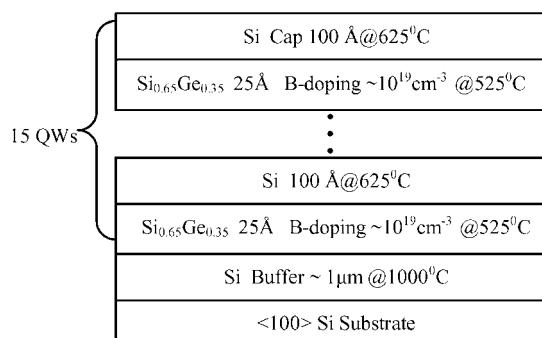 Si Cap 100 Å@625⁰C
Si₀.₆₅Ge₀.₃₅ 25Å B-doping ~10¹⁹cm⁻³ @525⁰C
15 QWs
Si 100 Å@625⁰C
Si₀.₆₅Ge₀.₃₅ 25Å B-doping ~10¹⁹cm⁻³ @525⁰C
Si Buffer ~ 1μm @1000⁰C
<100> Si Substrate